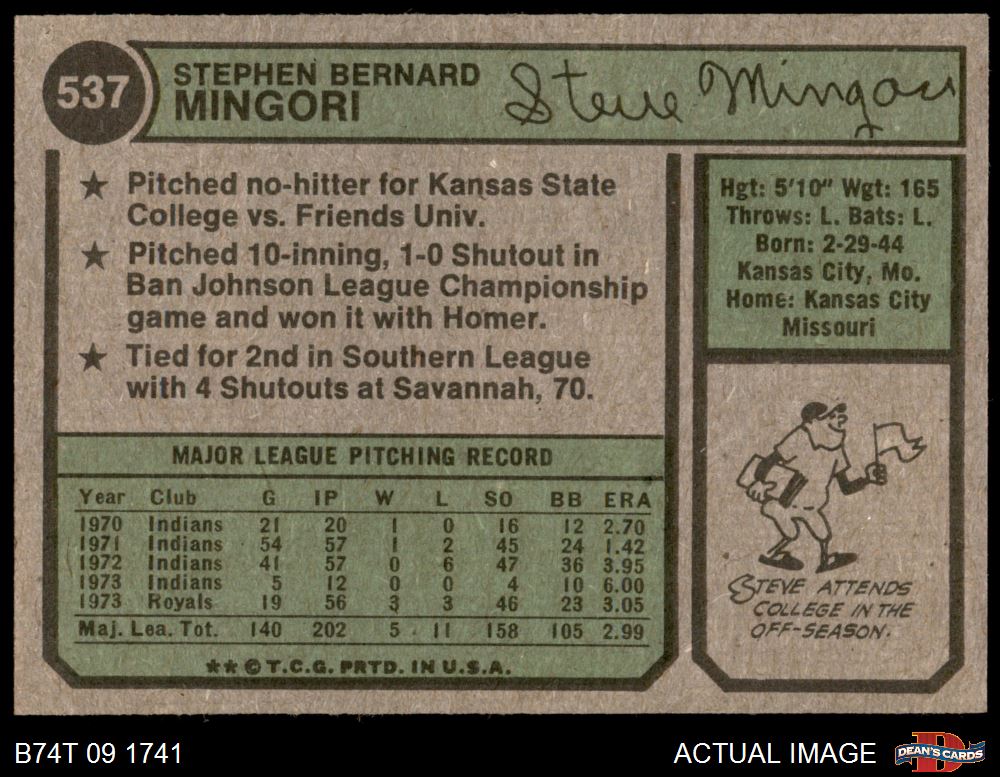 537
STEPHEN BERNARD
MINGORI
Steve Mingori
★ Pitched no-hitter for Kansas State
College vs. Friends Univ.
★ Pitched 10-inning, 1-0 Shutout in
Ban Johnson League Championship
game and won it with Homer.
★ Tied for 2nd in Southern League
with 4 Shutouts at Savannah, 70.
Hgt: 5'10" Wgt: 165
Throws: L. Bats: L.
Born: 2-29-44
Kansas City, Mo.
Home: Kansas City
Missouri
MAJOR LEAGUE PITCHING RECORD
Year Club G IP W L SO BB ERA
1970 Indians 21 20 1 0 16 12 2.70
1971 Indians 54 57 1 2 45 24 1.42
1972 Indians 41 57 0 6 47 36 3.95
1973 Indians 5 12 0 0 4 10 6.00
1973 Royals 19 56 3 3 46 23 3.05
Maj. Lea. Tot. 140 202 5 11 158 105 2.99
★★ © T.C.G. PRTD. IN U.S.A.
STEVE ATTENDS
COLLEGE IN THE
OFF-SEASON.
B74T 09 1741
ACTUAL IMAGE
D
DEAN'S CARDS